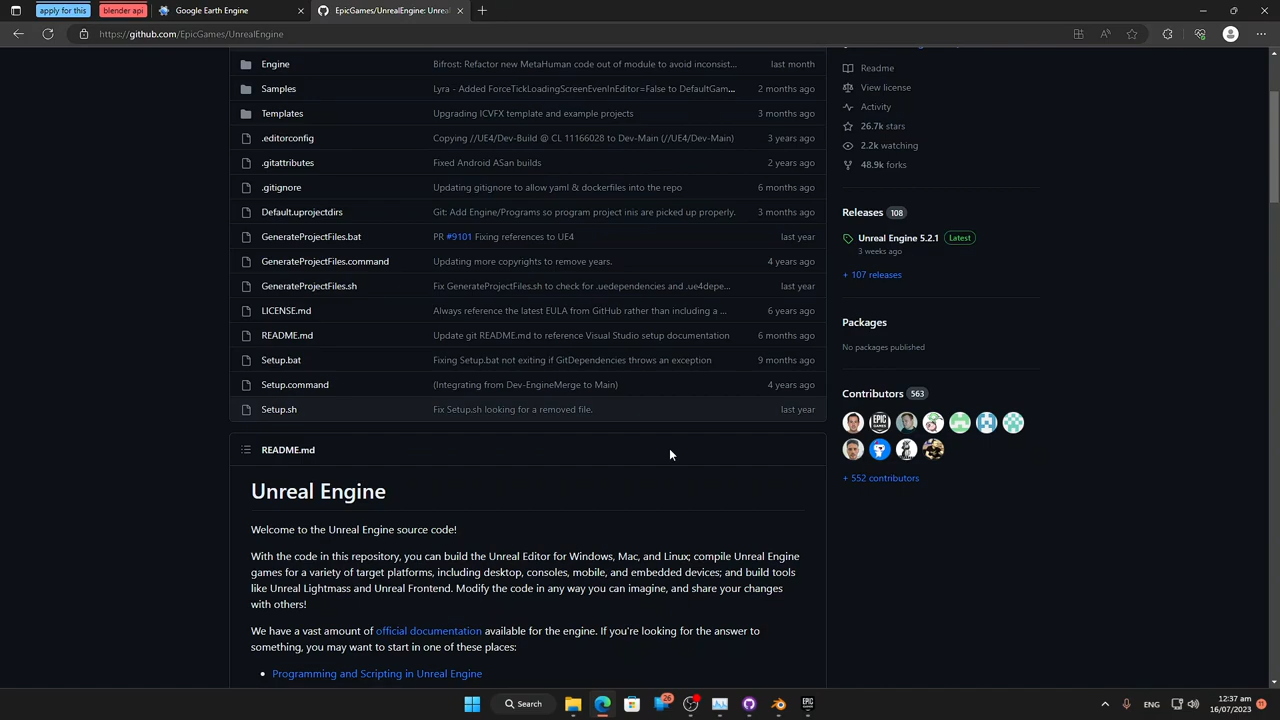 apply for this
blender api
Google Earth Engine
EpicGames/UnrealEngine: Unreal
https://github.com/EpicGames/UnrealEngine
Engine Bifrost: Refactor new MetaHuman code out of module to avoid inconsist... last month
Samples Lyra - Added ForceTickLoadingScreenEvenInEditor=False to DefaultGam... 2 months ago
Templates Upgrading ICVFX template and example projects 3 months ago
.editorconfig Copying //UE4/Dev-Build @ CL 11166028 to Dev-Main (//UE4/Dev-Main) 3 years ago
.gitattributes Fixed Android ASan builds 2 years ago
.gitignore Updating gitignore to allow yaml & dockerfiles into the repo 6 months ago
Default.uprojectdirs Git: Add Engine/Programs so program project inis are picked up properly. 3 months ago
GenerateProjectFiles.bat PR #9101 Fixing references to UE4 last year
GenerateProjectFiles.command Updating more copyrights to remove years. 4 years ago
GenerateProjectFiles.sh Fix GenerateProjectFiles.sh to check for .uedependencies and .ue4depe... last year
LICENSE.md Always reference the latest EULA from GitHub rather than including a ... 6 years ago
README.md Update git README.md to reference Visual Studio setup documentation 6 months ago
Setup.bat Fixing Setup.bat not exiting if GitDependencies throws an exception 9 months ago
Setup.command (Integrating from Dev-EngineMerge to Main) 4 years ago
Setup.sh Fix Setup.sh looking for a removed file. last year
README.md
Unreal Engine
Welcome to the Unreal Engine source code!
With the code in this repository, you can build the Unreal Editor for Windows, Mac, and Linux; compile Unreal Engine
games for a variety of target platforms, including desktop, consoles, mobile, and embedded devices; and build tools
like Unreal Lightmass and Unreal Frontend. Modify the code in any way you can imagine, and share your changes
with others!
We have a vast amount of official documentation available for the engine. If you're looking for the answer to
something, you may want to start in one of these places:
Programming and Scripting in Unreal Engine
Readme
View license
Activity
26.7k stars
2.2k watching
48.9k forks
Releases 108
Unreal Engine 5.2.1 Latest
3 weeks ago
+ 107 releases
Packages
No packages published
Contributors 563
EPIC GAMES
+ 552 contributors
Search
26
EPIC
ENG
12:37 am
16/07/2023